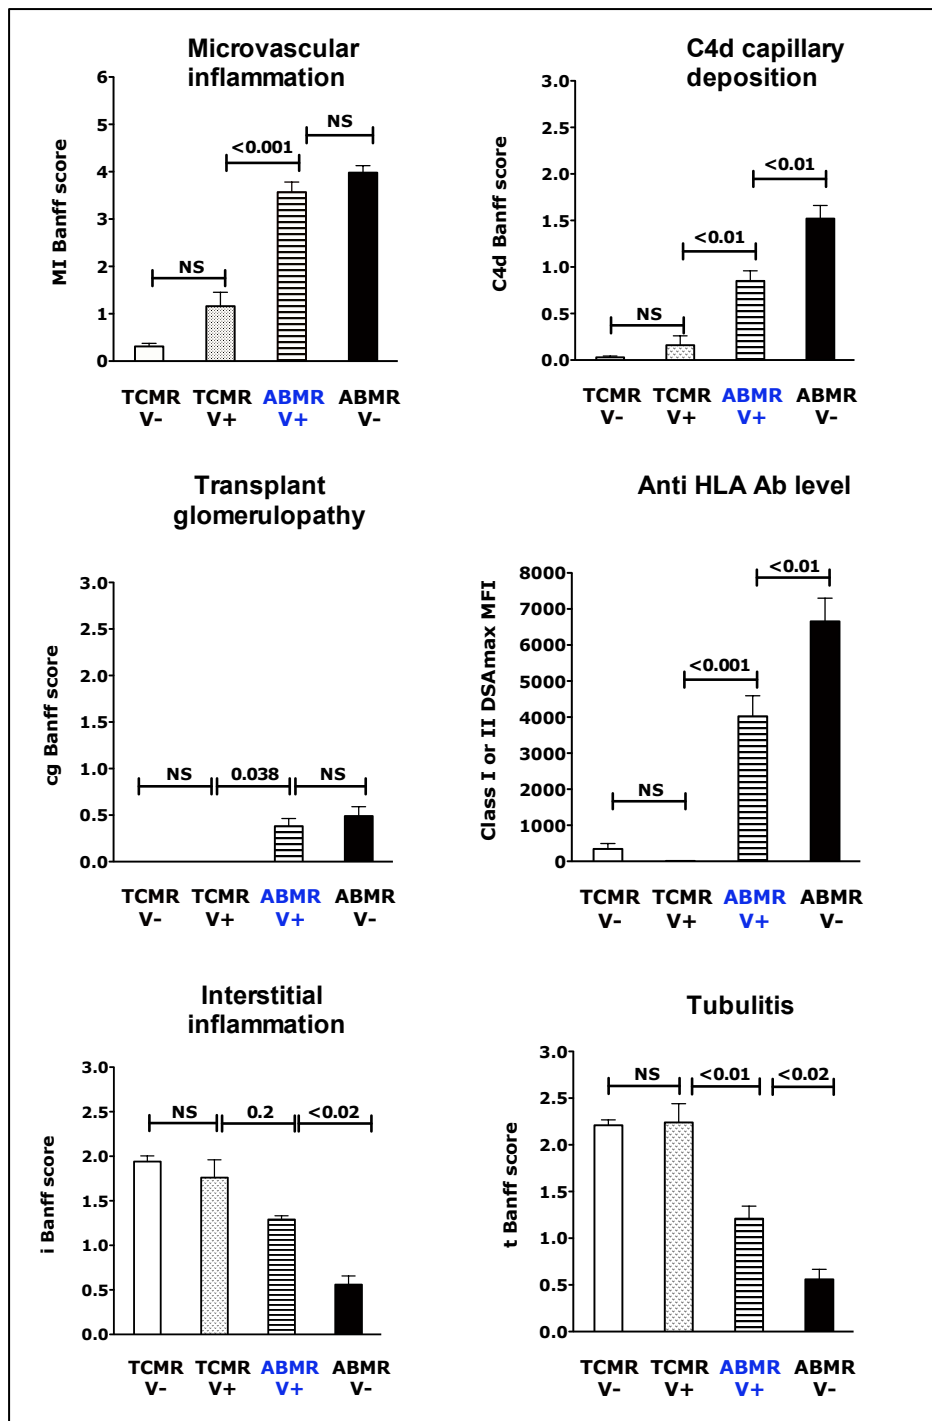 Microvascular
inflammation
MI Banff score
6
5
4
3
2
1
0
NS
<0.001
NS
TCMR TCMR ABMR ABMR
V- V+ V+ V-
C4d capillary
deposition
C4d Banff score
3.0
2.5
2.0
1.5
1.0
0.5
0.0
NS
<0.01
<0.01
TCMR TCMR ABMR ABMR
V- V+ V+ V-
Transplant
glomerulopathy
cg Banff score
3.0
2.5
2.0
1.5
1.0
0.5
0.0
NS 0.038 NS
TCMR TCMR ABMR ABMR
V- V+ V+ V-
Anti HLA Ab level
Class I or II DSAmax MFI
8000
7000
6000
5000
4000
3000
2000
1000
0
NS
<0.001
<0.01
TCMR TCMR ABMR ABMR
V- V+ V+ V-
Interstitial
inflammation
i Banff score
3.0
2.5
2.0
1.5
1.0
0.5
0.0
NS 0.2 <0.02
TCMR TCMR ABMR ABMR
V- V+ V+ V-
Tubulitis
t Banff score
3.0
2.5
2.0
1.5
1.0
0.5
0.0
NS <0.01 <0.02
TCMR TCMR ABMR ABMR
V- V+ V+ V-